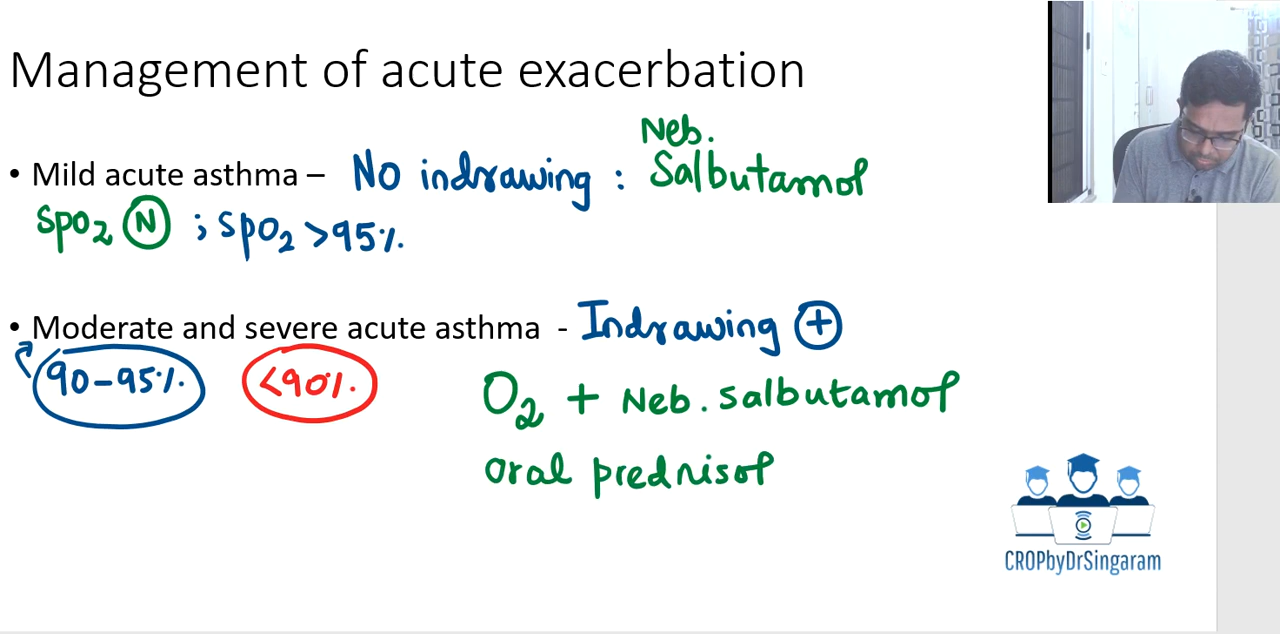 Management of acute exacerbation
Neb.
• Mild acute asthma – No indrawing : Salbutamol
SpO2 N ; SpO2 >95%.
• Moderate and severe acute asthma - Indrawing +
90–95%. <90%.
O2 + Neb. Salbutamol
oral prednisol
CROPbyDrSingaram